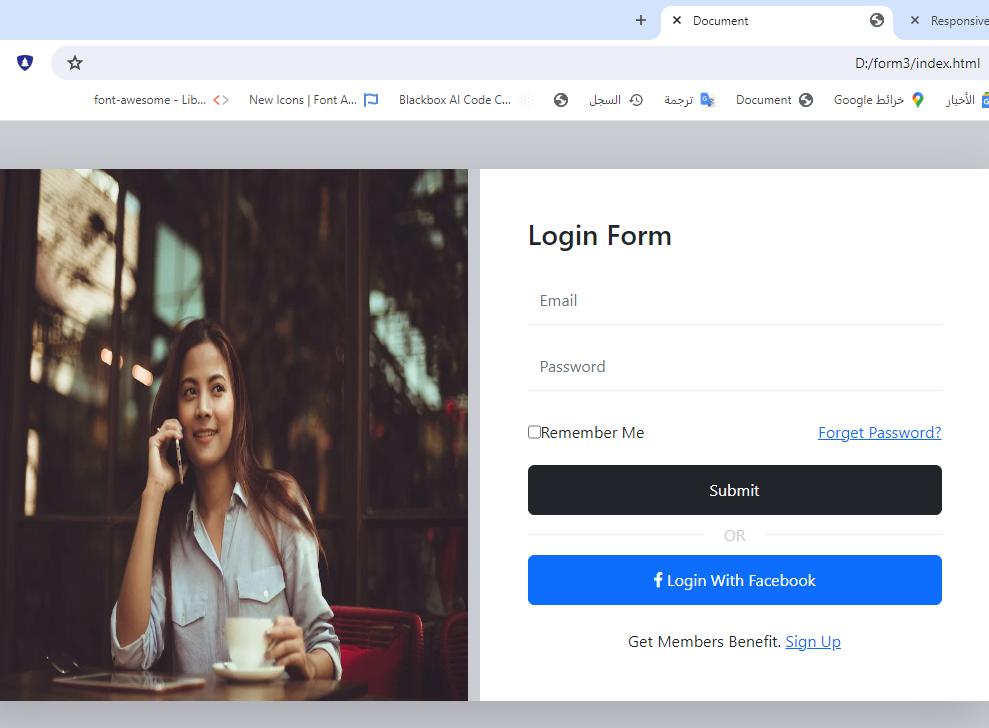 Document
Responsive
D:/form3/index.html
font-awesome - Lib...
New Icons | Font A...
Blackbox AI Code C...
السجل
ترجمة
Document
خرائط Google
الأخبار
Login Form
Email
Password
Remember Me Forget Password?
Submit
OR
Login With Facebook
Get Members Benefit. Sign Up